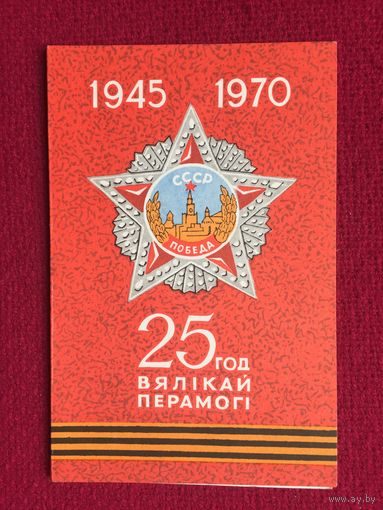 1945 1970
СССР
ПОБЕДА
25 ГОД
ВЯЛІКАЙ
ПЕРАМОГІ
www.ay.by